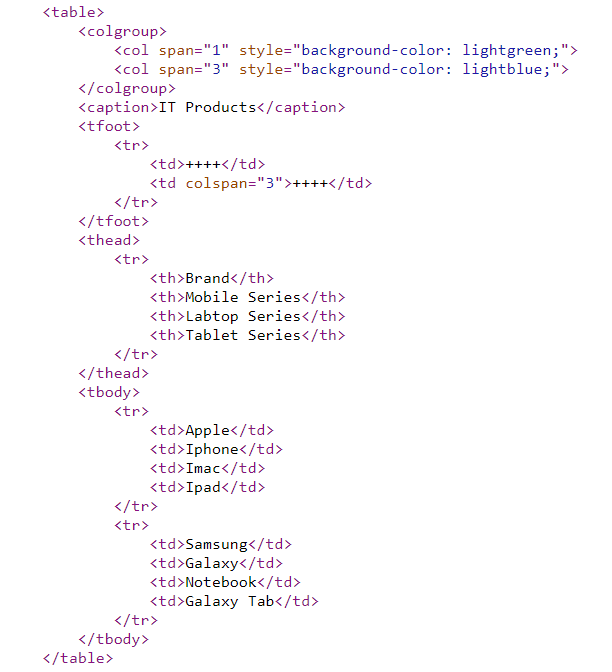 <table>
<colgroup>
<col span="1" style="background-color: lightgreen;">
<col span="3" style="background-color: lightblue;">
</colgroup>
<caption>IT Products</caption>
<tfoot>
<tr>
<td>++++</td>
<td colspan="3">++++</td>
</tr>
</tfoot>
<thead>
<tr>
<th>Brand</th>
<th>Mobile Series</th>
<th>Labtop Series</th>
<th>Tablet Series</th>
</tr>
</thead>
<tbody>
<tr>
<td>Apple</td>
<td>Iphone</td>
<td>Imac</td>
<td>Ipad</td>
</tr>
<tr>
<td>Samsung</td>
<td>Galaxy</td>
<td>Notebook</td>
<td>Galaxy Tab</td>
</tr>
</tbody>
</table>